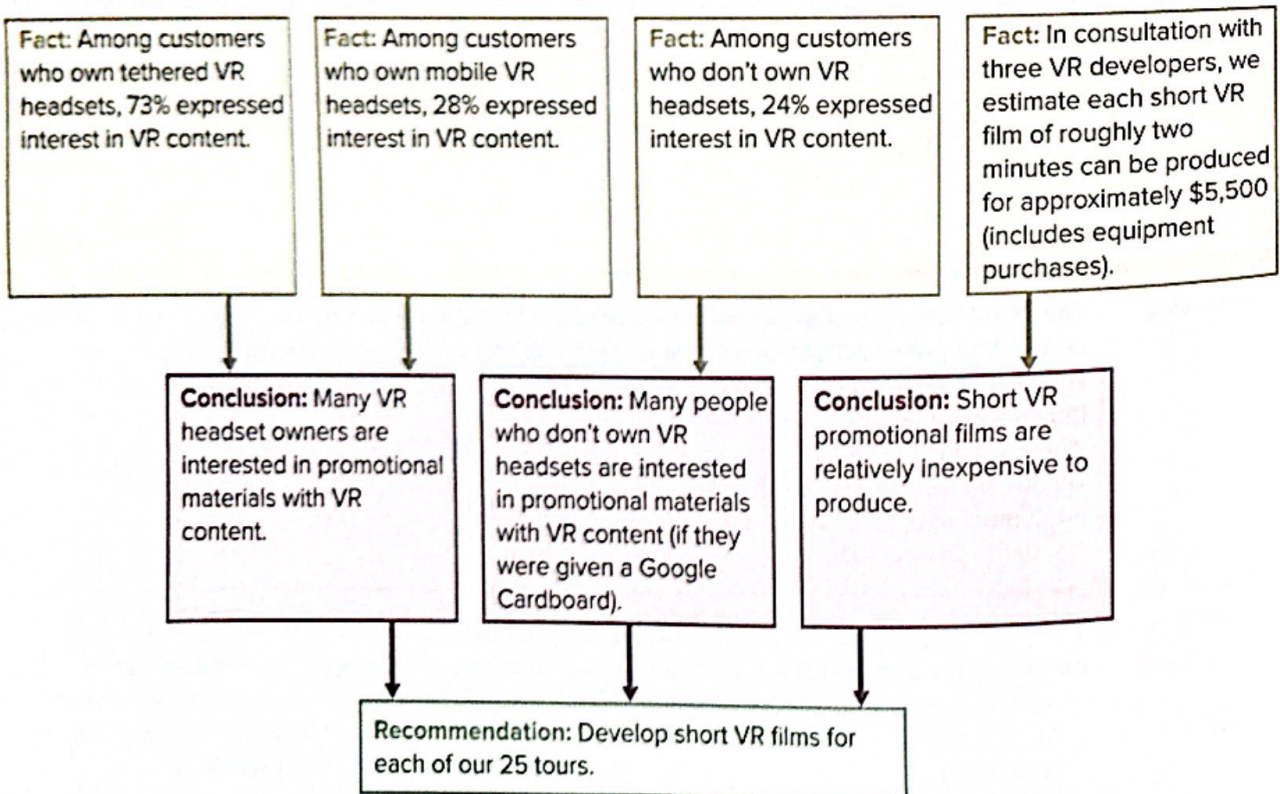 Fact: Among customers
who own tethered VR
headsets, 73% expressed
interest in VR content.
Fact: Among customers
who own mobile VR
headsets, 28% expressed
interest in VR content.
Fact: Among customers
who don't own VR
headsets, 24% expressed
interest in VR content.
Fact: In consultation with
three VR developers, we
estimate each short VR
film of roughly two
minutes can be produced
for approximately $5,500
(includes equipment
purchases).
Conclusion: Many VR
headset owners are
interested in promotional
materials with VR
content.
Conclusion: Many people
who don't own VR
headsets are interested
in promotional materials
with VR content (if they
were given a Google
Cardboard).
Conclusion: Short VR
promotional films are
relatively inexpensive to
produce.
Recommendation: Develop short VR films for
each of our 25 tours.